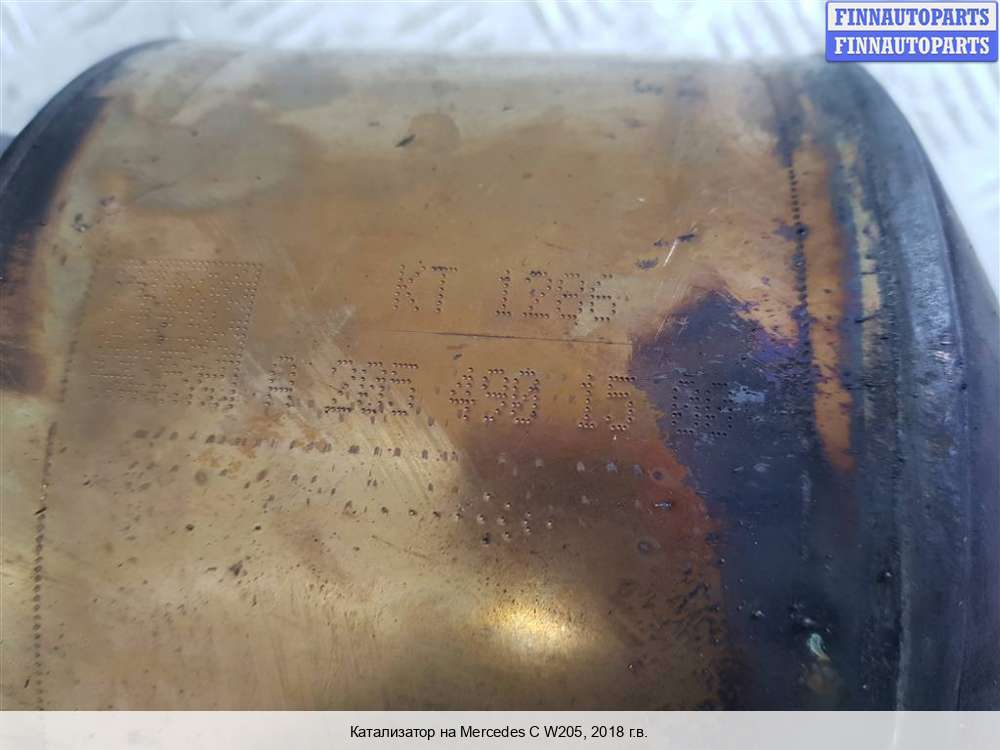 FINNAUTOPARTS
FINNAUTOPARTS
KT 1286
A 205 490 15
Катализатор на Mercedes C W205, 2018 г.в.